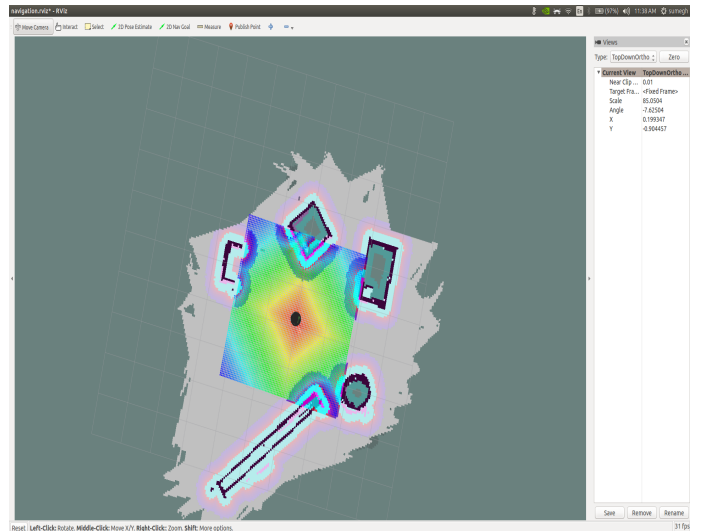 navigation.rviz* - RViz
En (97%) 11:38 AM sumegh
Move Camera Interact Select 2D Pose Estimate 2D Nav Goal Measure Publish Point
Views
Type: TopDownOrtho Zero
Current View TopDownOrtho ...
Near Clip ... 0.01
Target Fra... <Fixed Frame>
Scale 85.0504
Angle -7.62504
X 0.199347
Y -0.904457
Save Remove Rename
Reset Left-Click: Rotate. Middle-Click: Move X/Y. Right-Click: Zoom. Shift: More options. 31 fps